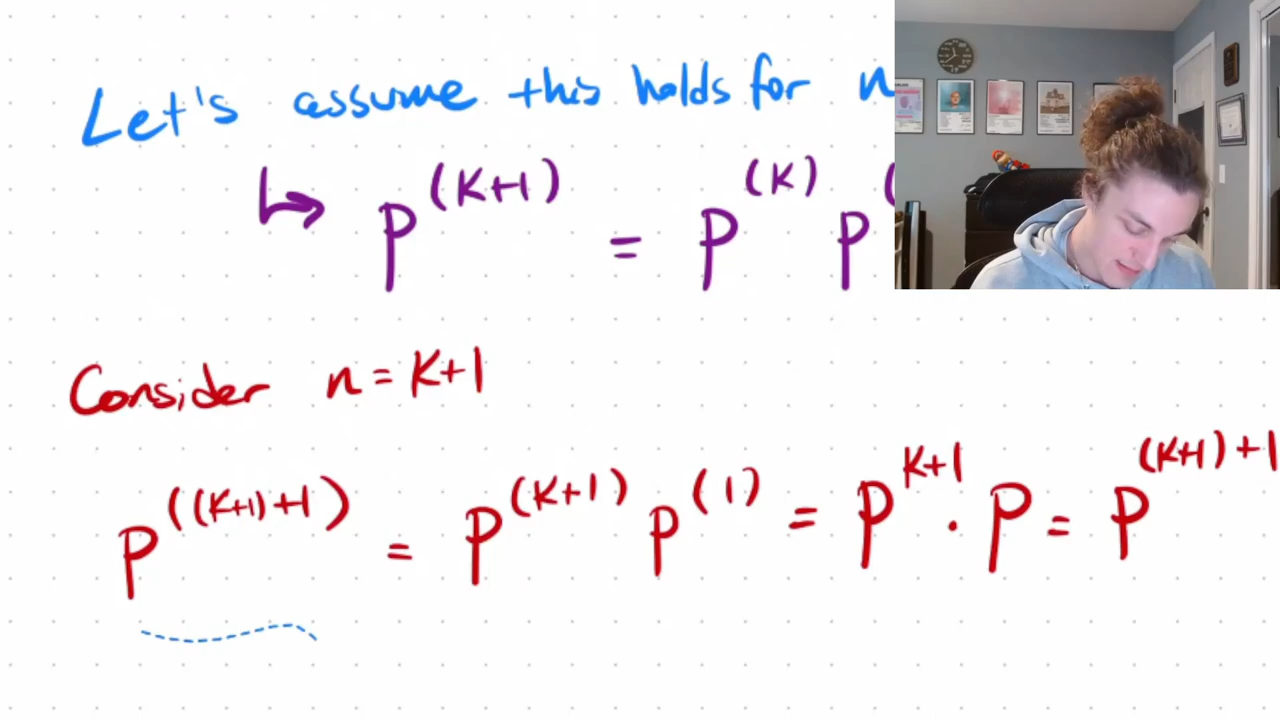 Let's assume this holds for n
↳ P^(K+1) = P^(K) P^(
Consider n = K+1
P^((K+1)+1) = P^(K+1) P^(1) = P^K+1 · P = P^(K+1)+1